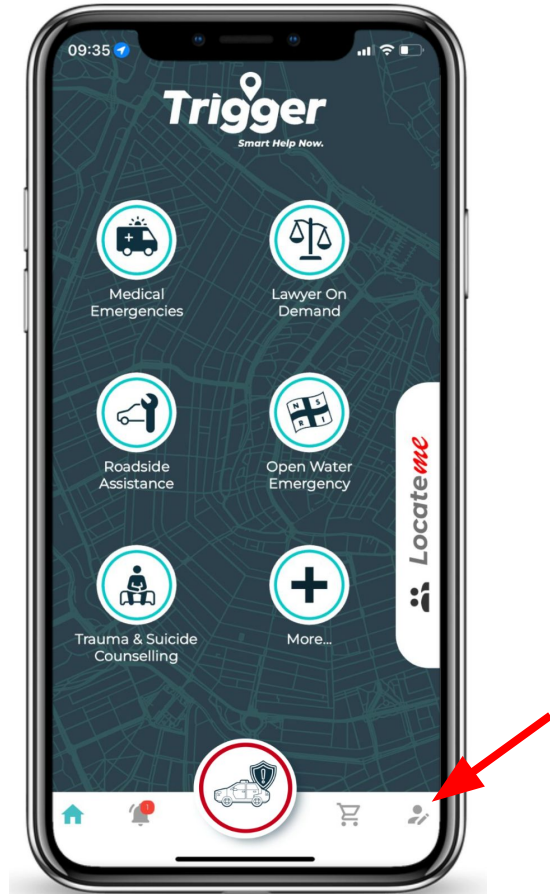 09:35
Trigger
Smart Help Now.
Medical
Emergencies
Lawyer On
Demand
Roadside
Assistance
N S
R I
Open Water
Emergency
Locateme
Trauma & Suicide
Counselling
More...
1